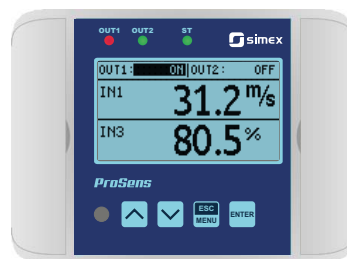 OUT1 OUT2 ST
simex
OUT1: ON OUT2: OFF
IN1 31.2 m/s
IN3 80.5 %
ProSens
ESC MENU ENTER